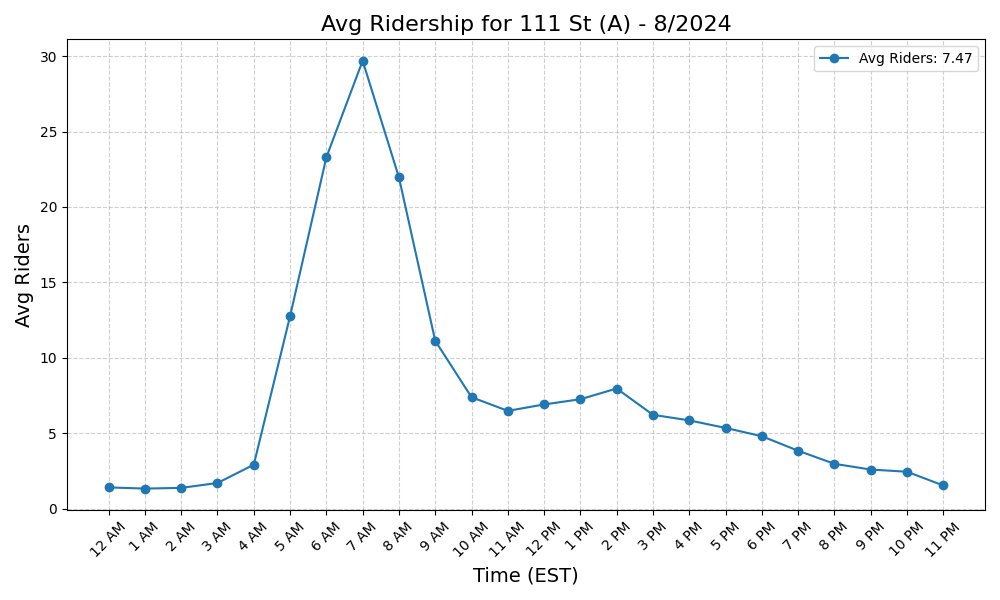 Avg Ridership for 111 St (A) - 8/2024
Avg Riders: 7.47
Avg Riders
30
25
20
15
10
5
0
12 AM
1 AM
2 AM
3 AM
4 AM
5 AM
6 AM
7 AM
8 AM
9 AM
10 AM
11 AM
12 PM
1 PM
2 PM
3 PM
4 PM
5 PM
6 PM
7 PM
8 PM
9 PM
10 PM
11 PM
Time (EST)